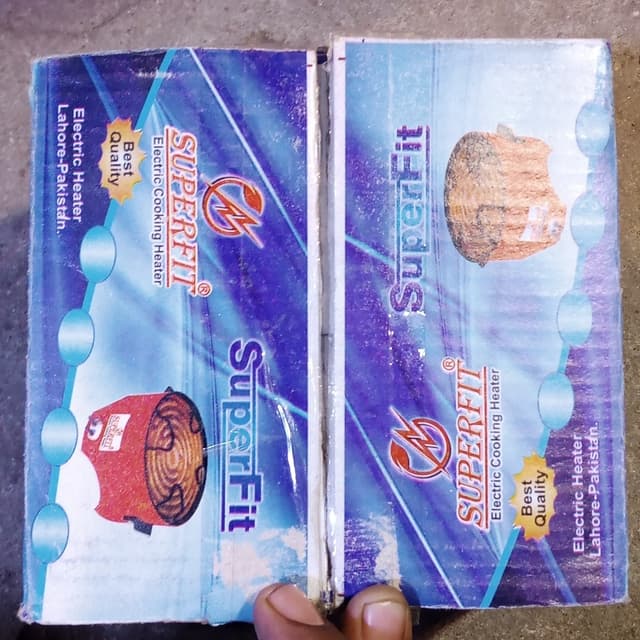 SuperFit
SUPERFIT®
Electric Cooking Heater
Best
Quality
Electric Heater
Lahore-Pakistan.
SuperFit
SUPERFIT®
Electric Cooking Heater
Best
Quality
Electric Heater
Lahore-Pakistan.